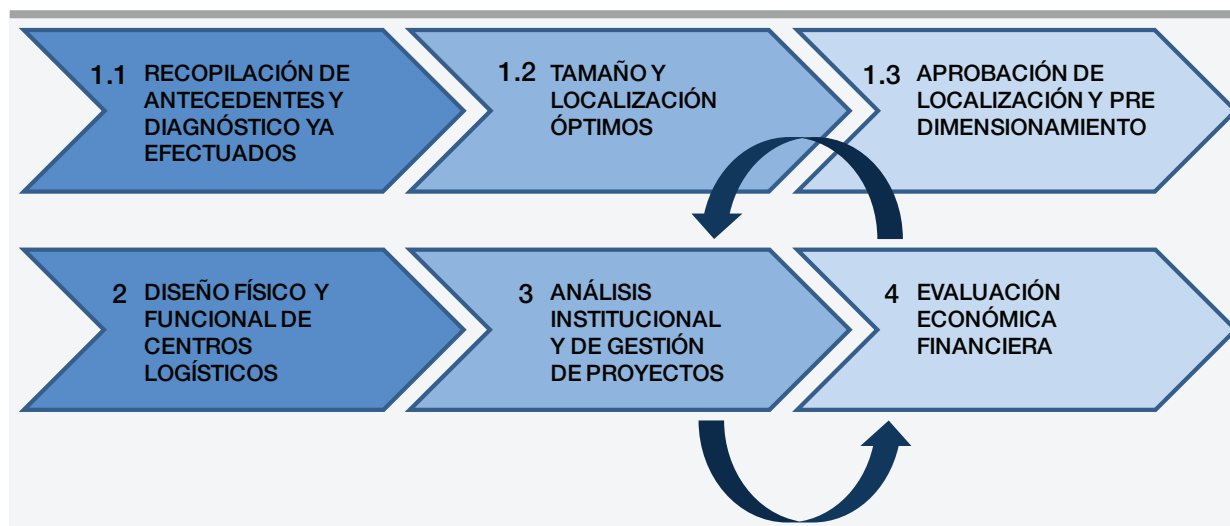 1.1 RECOPILACIÓN DE
ANTECEDENTES Y
DIAGNÓSTICO YA
EFECTUADOS
1.2 TAMAÑO Y
LOCALIZACIÓN
ÓPTIMOS
1.3 APROBACIÓN DE
LOCALIZACIÓN Y PRE
DIMENSIONAMIENTO
2 DISEÑO FÍSICO Y
FUNCIONAL DE
CENTROS
LOGÍSTICOS
3 ANÁLISIS
INSTITUCIONAL
Y DE GESTIÓN
DE PROYECTOS
4 EVALUACIÓN
ECONÓMICA
FINANCIERA